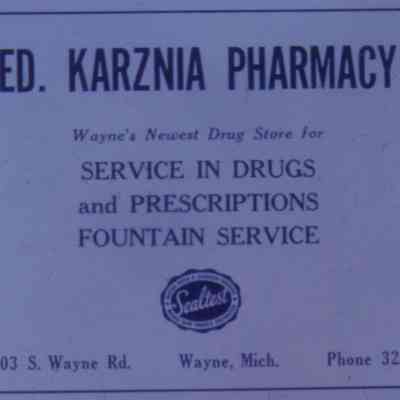 ED. KARZNIA PHARMACY
Wayne's Newest Drug Store for
SERVICE IN DRUGS
and PRESCRIPTIONS
FOUNTAIN SERVICE
Sealtest
03 S. Wayne Rd. Wayne, Mich. Phone 32